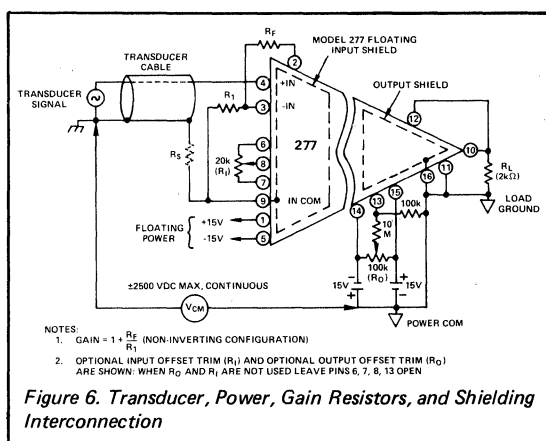 RF
MODEL 277 FLOATING
INPUT SHIELD
TRANSDUCER
CABLE
2
OUTPUT SHIELD
TRANSDUCER
SIGNAL
4
+IN
R1
3
-IN
12
6
277
10
RS
20k
(RI)
8
7
RL
(2kΩ)
16
11
15
9
IN COM
13
14
100k
LOAD
GROUND
FLOATING
POWER
+15V
1
-15V
5
10
M
100k
(RO)
±2500 VDC MAX, CONTINUOUS
15V
15V
VCM
POWER COM
NOTES:
1. GAIN = 1 + RF/R1 (NON-INVERTING CONFIGURATION)
2. OPTIONAL INPUT OFFSET TRIM (RI) AND OPTIONAL OUTPUT OFFSET TRIM (RO)
ARE SHOWN: WHEN RO AND RI ARE NOT USED LEAVE PINS 6, 7, 8, 13 OPEN
Figure 6. Transducer, Power, Gain Resistors, and Shielding
Interconnection